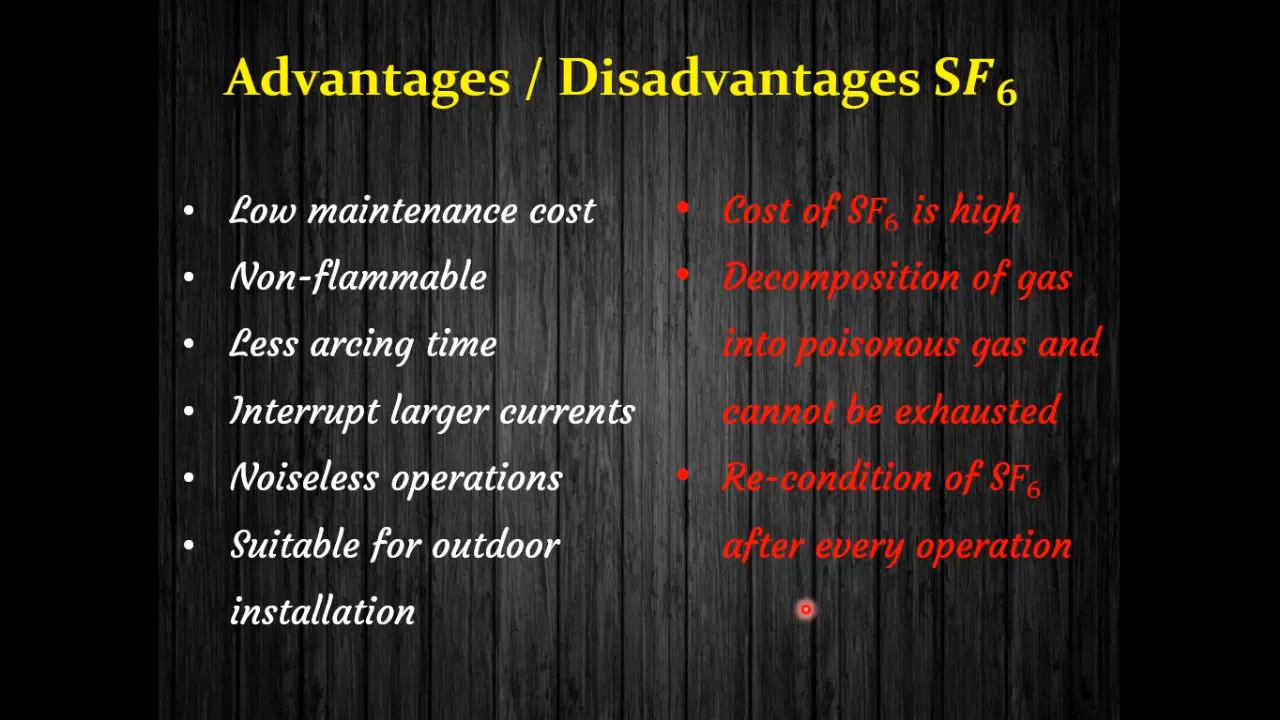 Advantages / Disadvantages SF₆
• Low maintenance cost
• Non-flammable
• Less arcing time
• Interrupt larger currents
• Noiseless operations
• Suitable for outdoor
installation
• Cost of SF₆ is high
• Decomposition of gas
into poisonous gas and
cannot be exhausted
• Re-condition of SF₆
after every operation